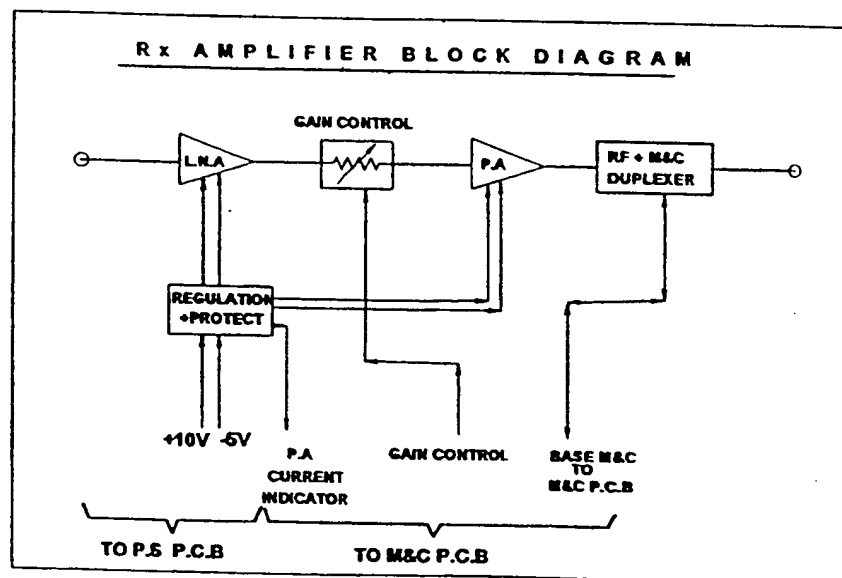 Rx AMPLIFIER BLOCK DIAGRAM
GAIN CONTROL
L.N.A
P.A
RF + M&C
DUPLEXER
REGULATION
+PROTECT
+10V -5V
P.A
CURRENT
INDICATOR
GAIN CONTROL
BASE M&C
TO
M&C P.C.B
TO P.S P.C.B
TO M&C P.C.B